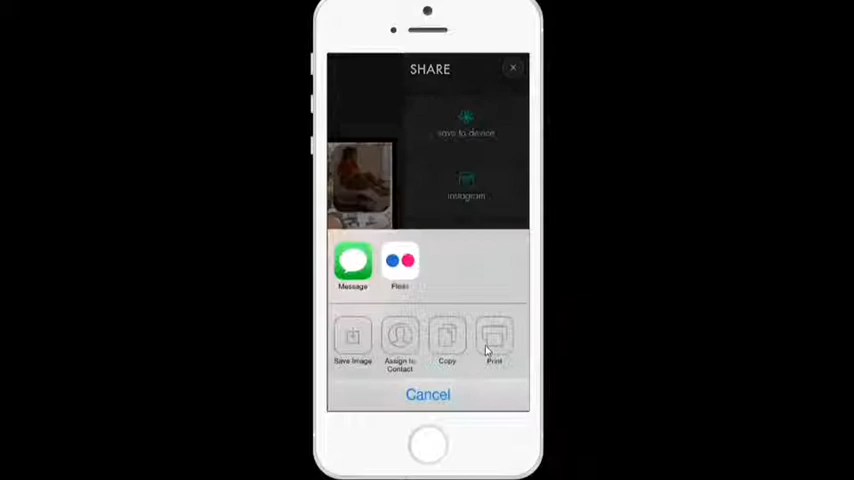 SHARE
save to device
instagram
Message
Flickr
Save Image
Assign to
Contact
Copy
Print
Cancel